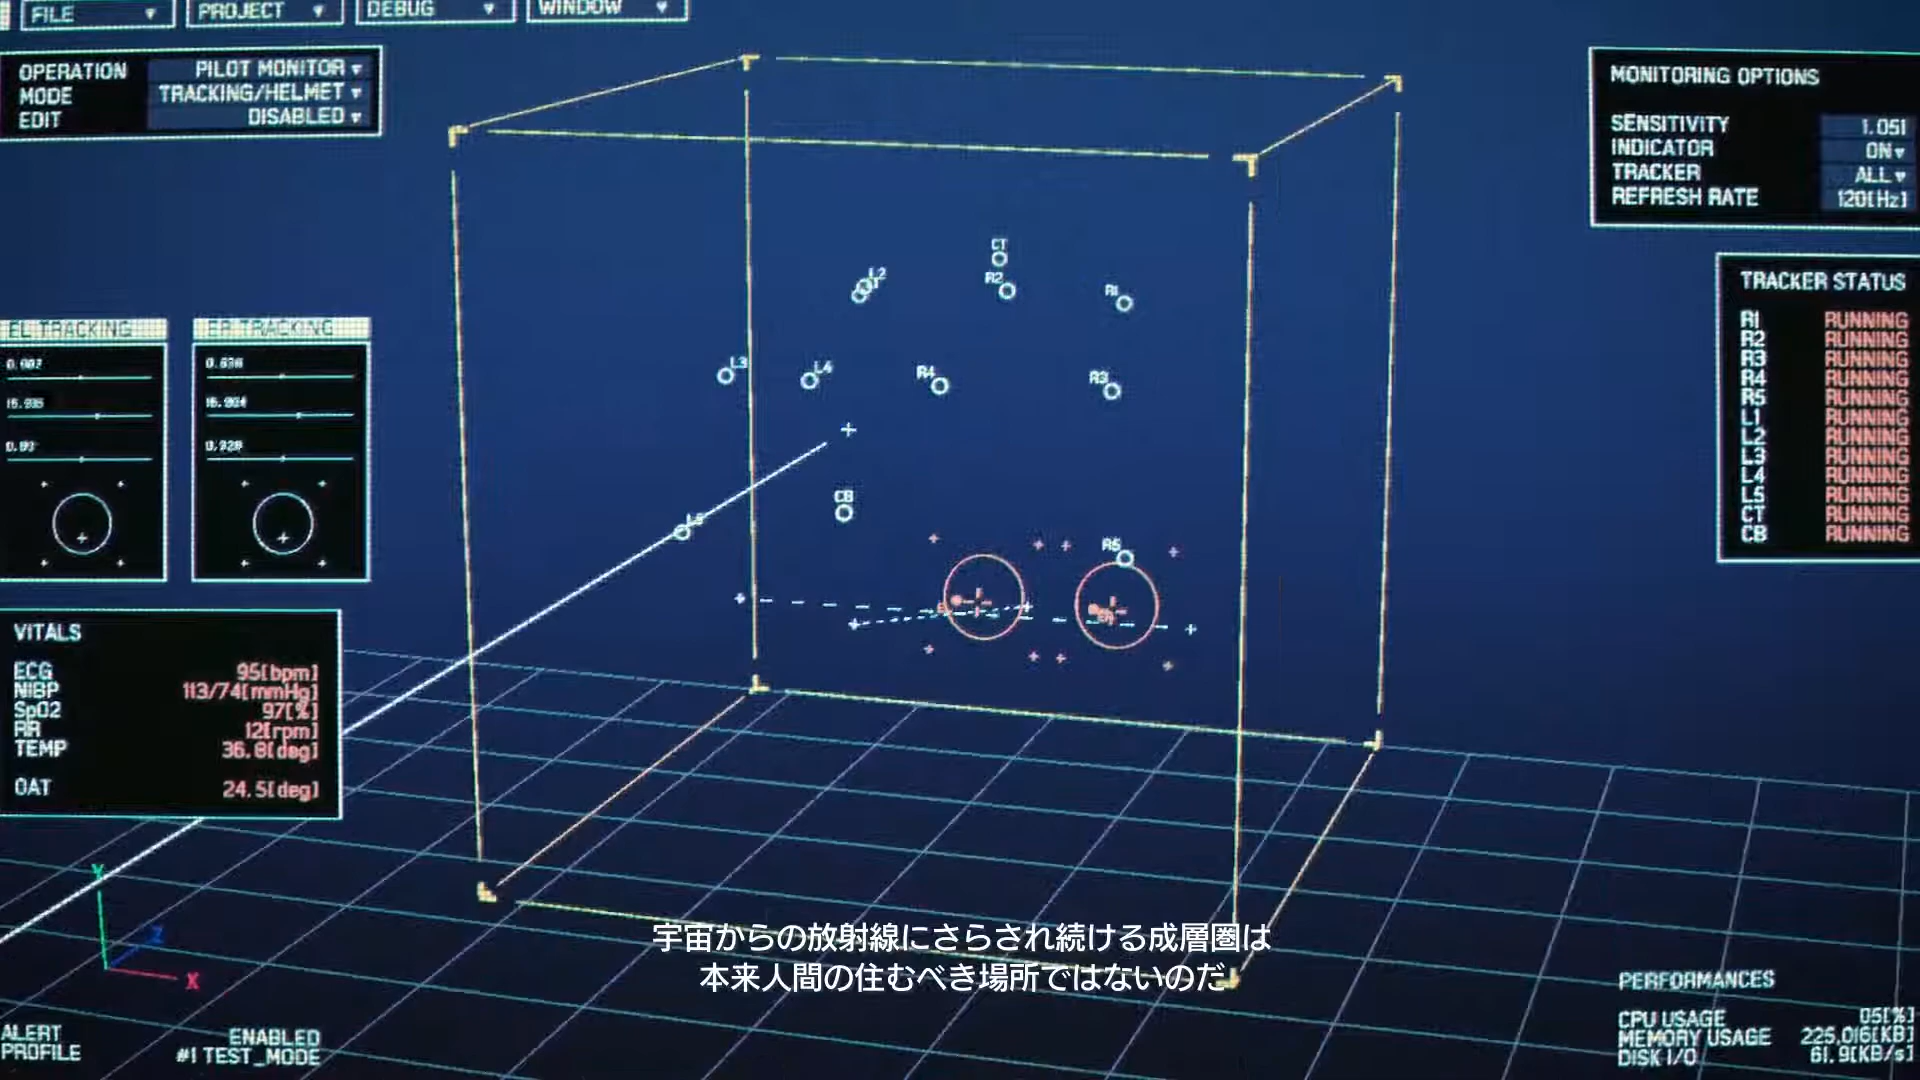 FILE
PROJECT
DEBUG
WINDOW
OPERATION PILOT MONITOR
MODE TRACKING/HELMET
EDIT DISABLED
MONITORING OPTIONS
SENSITIVITY 1.051
INDICATOR ON
TRACKER ALL
REFRESH RATE 120[Hz]
TRACKER STATUS
R1 RUNNING
R2 RUNNING
R3 RUNNING
R4 RUNNING
R5 RUNNING
L1 RUNNING
L2 RUNNING
L3 RUNNING
L4 RUNNING
L5 RUNNING
CT RUNNING
CB RUNNING
CT
L2
R2
R1
L3
L4
R4
R3
CB
L5
R5
EL TRACKING
ER TRACKING
VITALS
ECG 95[bpm]
NIBP 113/74[mmHg]
SpO2 97[%]
RR 12[rpm]
TEMP 36.8[deg]
OAT 24.5[deg]
Y
Z
X
宇宙からの放射線にさらされ続ける成層圏は
本来人間の住むべき場所ではないのだ
ALERT ENABLED
PROFILE #1 TEST_MODE
PERFORMANCES
CPU USAGE 05[%]
MEMORY USAGE 225,016[KB]
DISK I/O 61.9[KB/s]